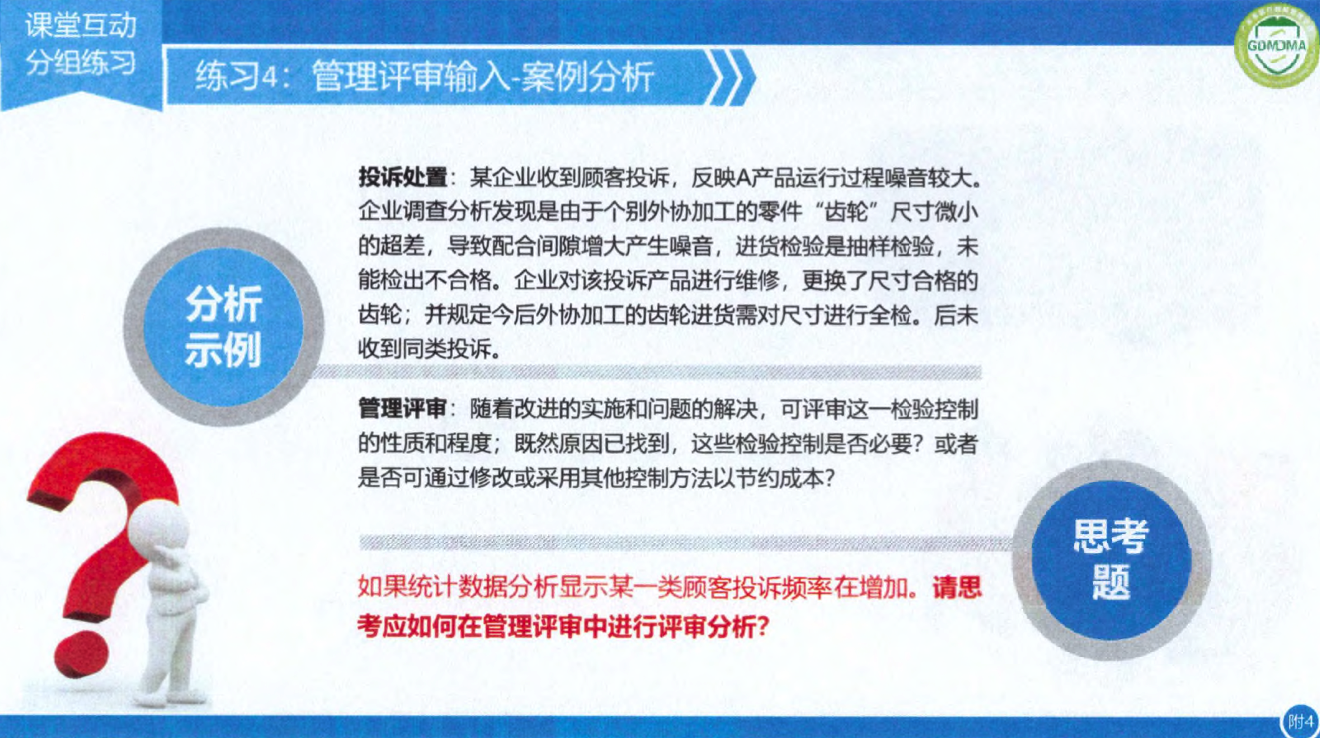 课堂互动
分组练习
练习4：管理评审输入-案例分析
GDMDMA
投诉处置：某企业收到顾客投诉，反映A产品运行过程噪音较大。
企业调查分析发现是由于个别外协加工的零件“齿轮”尺寸微小
的超差，导致配合间隙增大产生噪音，进货检验是抽样检验，未
能检出不合格。企业对该投诉产品进行维修，更换了尺寸合格的
齿轮；并规定今后外协加工的齿轮进货需对尺寸进行全检。后未
收到同类投诉。
分析
示例
管理评审：随着改进的实施和问题的解决，可评审这一检验控制
的性质和程度；既然原因已找到，这些检验控制是否必要？或者
是否可通过修改或采用其他控制方法以节约成本？
思考
题
如果统计数据分析显示某一类顾客投诉频率在增加。请思
考应如何在管理评审中进行评审分析？
附4